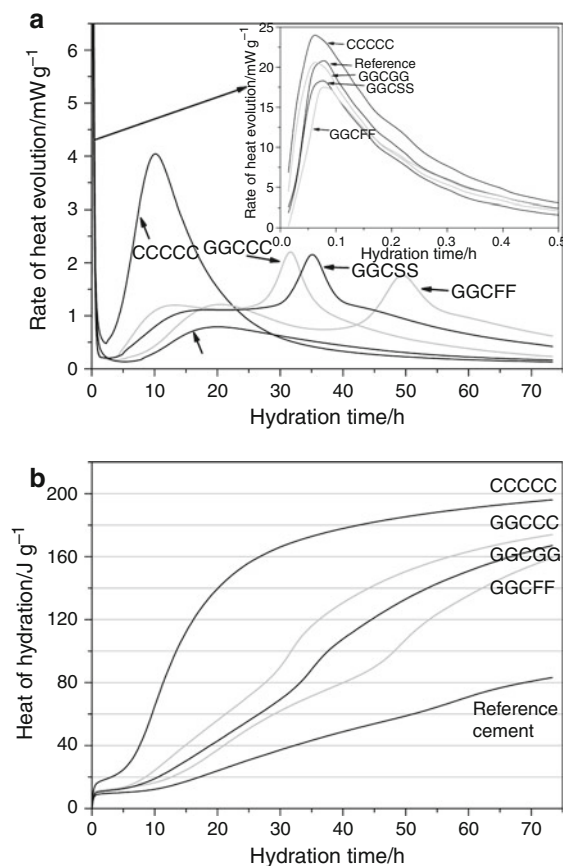 a
Rate of heat evolution/mW g⁻¹
6
5
4
3
2
1
0
0 10 20 30 40 50 60 70
Hydration time/h
CCCCC
GGCCC
GGCSS
GGCFF
Rate of heat evolution/mW g⁻¹
25
20
15
10
5
0
0.0 0.1 0.2 0.3 0.4 0.5
Hydration time/h
CCCCC
Reference
GGCGG
GGCSS
GGCFF
b
Heat of hydration/J g⁻¹
200
160
120
80
40
0
0 10 20 30 40 50 60 70
Hydration time/h
CCCCC
GGCCC
GGCGG
GGCFF
Reference
cement